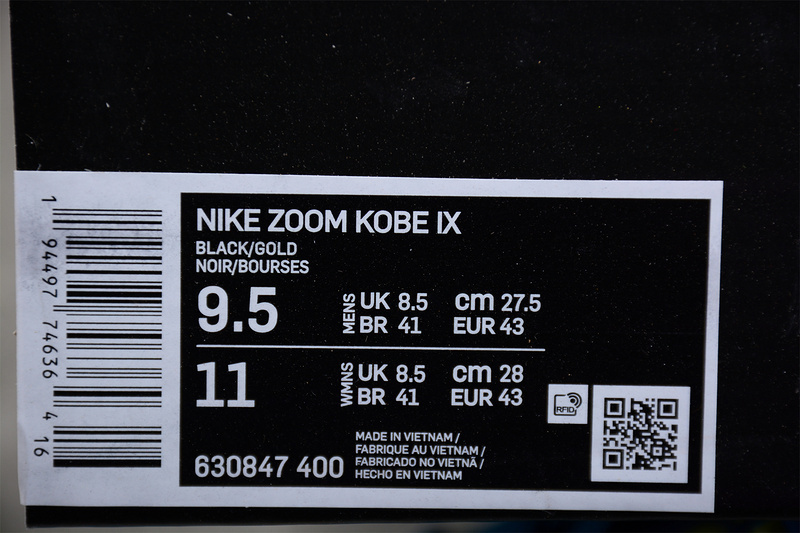 1 94497 74636 4 16
NIKE ZOOM KOBE IX
BLACK/GOLD
NOIR/BOURSES
9.5 MENS UK 8.5 cm 27.5
BR 41 EUR 43
11 WMNS UK 8.5 cm 28
BR 41 EUR 43
RFID
630847 400
MADE IN VIETNAM /
FABRIQUE AU VIETNAM /
FABRICADO NO VIETNÃ /
HECHO EN VIETNAM